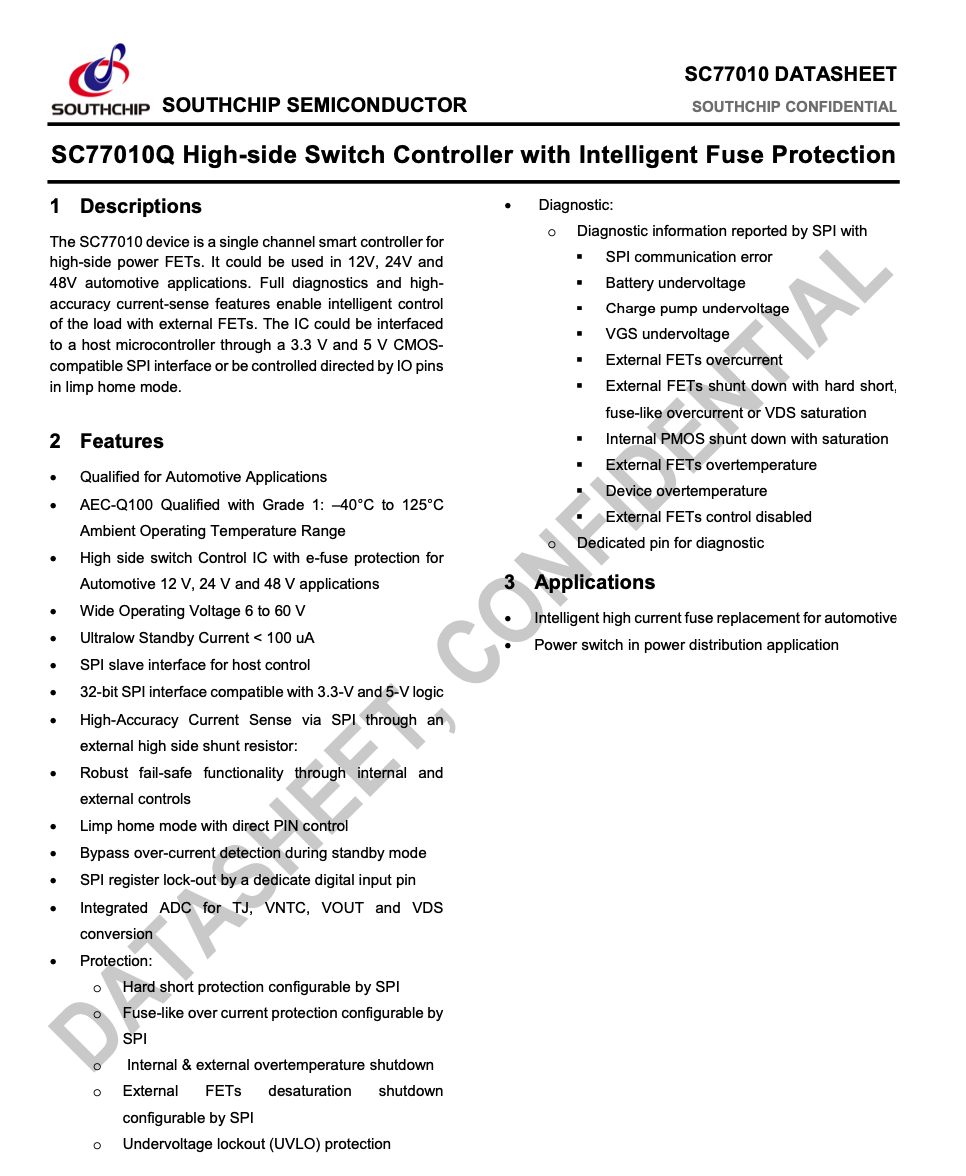 SOUTHCHIP SOUTHCHIP SEMICONDUCTOR
SC77010 DATASHEET
SOUTHCHIP CONFIDENTIAL
SC77010Q High-side Switch Controller with Intelligent Fuse Protection
1 Descriptions
The SC77010 device is a single channel smart controller for
high-side power FETs. It could be used in 12V, 24V and
48V automotive applications. Full diagnostics and high-
accuracy current-sense features enable intelligent control
of the load with external FETs. The IC could be interfaced
to a host microcontroller through a 3.3 V and 5 V CMOS-
compatible SPI interface or be controlled directed by IO pins
in limp home mode.
2 Features
• Qualified for Automotive Applications
• AEC-Q100 Qualified with Grade 1: –40°C to 125°C
Ambient Operating Temperature Range
• High side switch Control IC with e-fuse protection for
Automotive 12 V, 24 V and 48 V applications
• Wide Operating Voltage 6 to 60 V
• Ultralow Standby Current < 100 uA
• SPI slave interface for host control
• 32-bit SPI interface compatible with 3.3-V and 5-V logic
• High-Accuracy Current Sense via SPI through an
external high side shunt resistor:
• Robust fail-safe functionality through internal and
external controls
• Limp home mode with direct PIN control
• Bypass over-current detection during standby mode
• SPI register lock-out by a dedicate digital input pin
• Integrated ADC for TJ, VNTC, VOUT and VDS
conversion
• Protection:
o Hard short protection configurable by SPI
o Fuse-like over current protection configurable by
SPI
o Internal & external overtemperature shutdown
o External FETs desaturation shutdown
configurable by SPI
o Undervoltage lockout (UVLO) protection
• Diagnostic:
o Diagnostic information reported by SPI with
▪ SPI communication error
▪ Battery undervoltage
▪ Charge pump undervoltage
▪ VGS undervoltage
▪ External FETs overcurrent
▪ External FETs shunt down with hard short,
fuse-like overcurrent or VDS saturation
▪ Internal PMOS shunt down with saturation
▪ External FETs overtemperature
▪ Device overtemperature
▪ External FETs control disabled
o Dedicated pin for diagnostic
3 Applications
• Intelligent high current fuse replacement for automotive
• Power switch in power distribution application
DATASHEET, CONFIDENTIAL